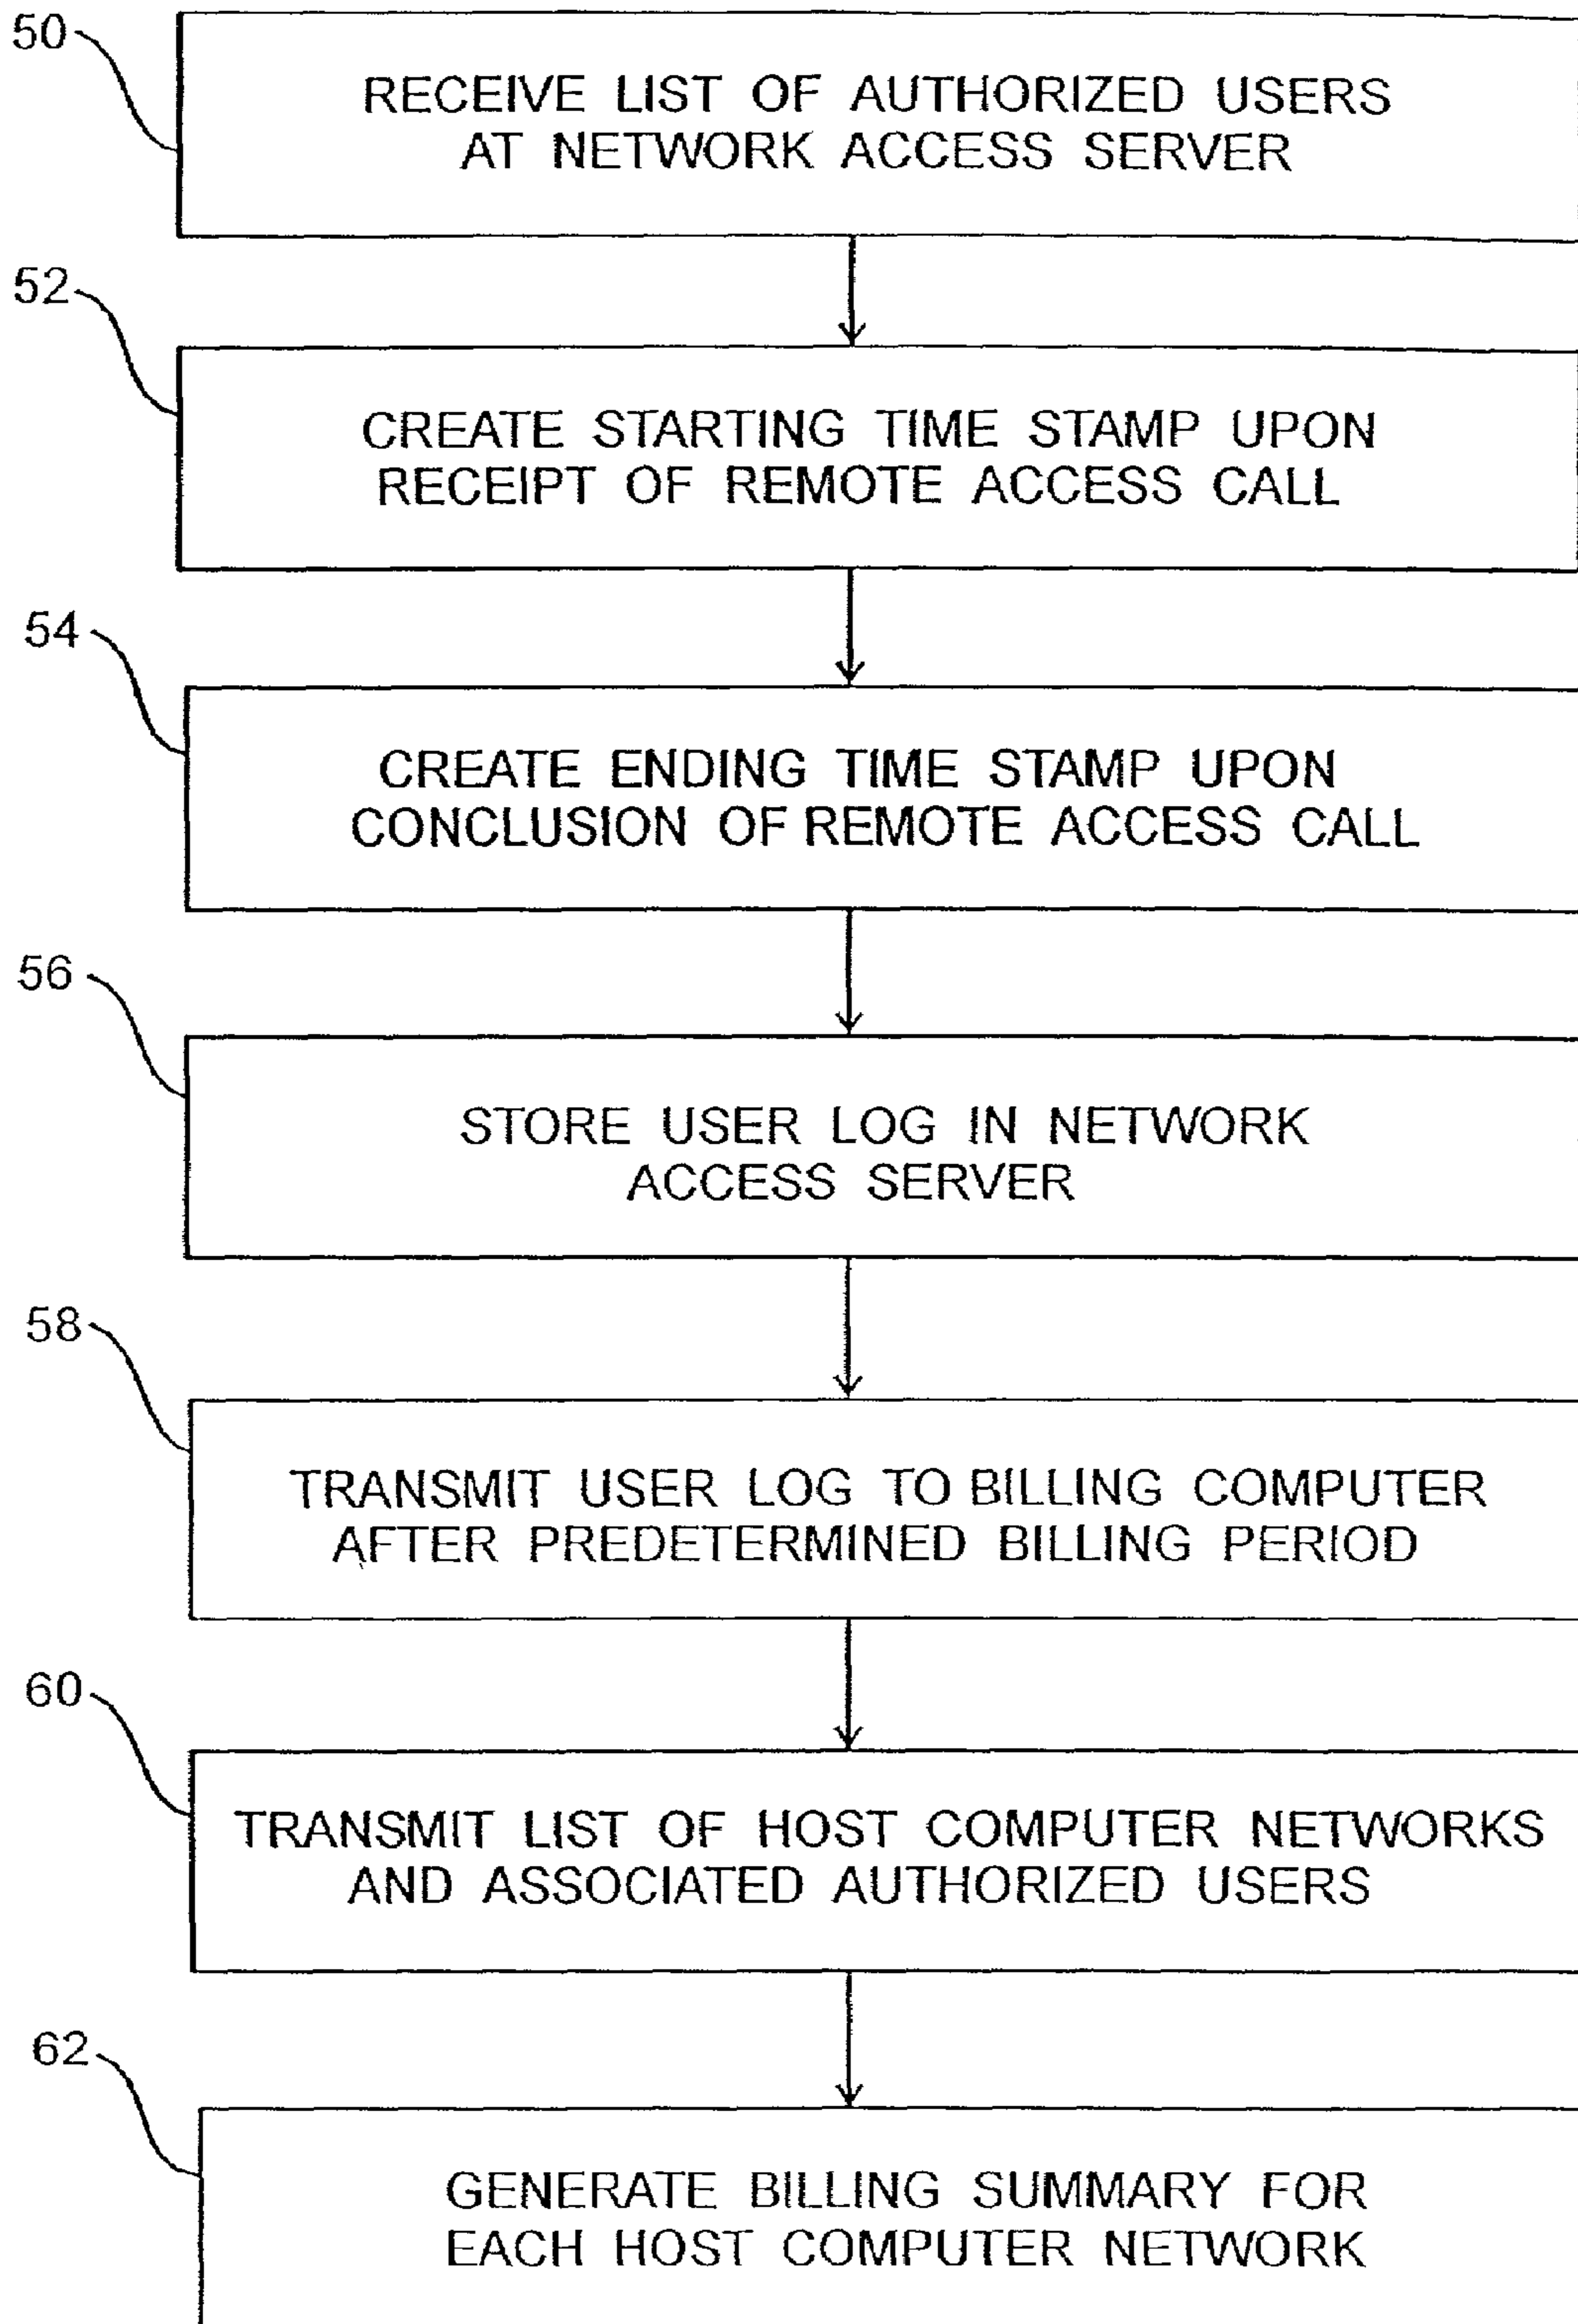 50
RECEIVE LIST OF AUTHORIZED USERS
AT NETWORK ACCESS SERVER
52
CREATE STARTING TIME STAMP UPON
RECEIPT OF REMOTE ACCESS CALL
54
CREATE ENDING TIME STAMP UPON
CONCLUSION OF REMOTE ACCESS CALL
56
STORE USER LOG IN NETWORK
ACCESS SERVER
58
TRANSMIT USER LOG TO BILLING COMPUTER
AFTER PREDETERMINED BILLING PERIOD
60
TRANSMIT LIST OF HOST COMPUTER NETWORKS
AND ASSOCIATED AUTHORIZED USERS
62
GENERATE BILLING SUMMARY FOR
EACH HOST COMPUTER NETWORK